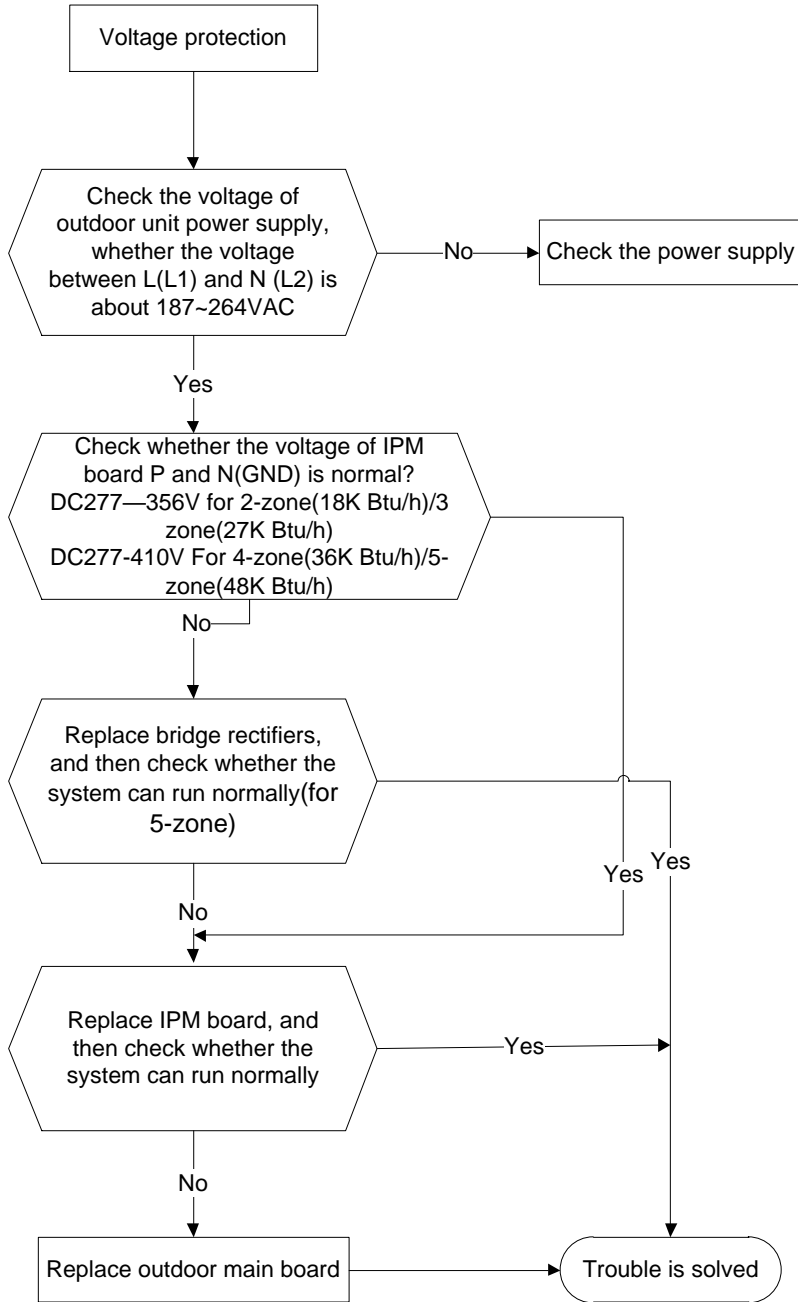 Voltage protection
Check the voltage of
outdoor unit power supply,
whether the voltage
between L(L1) and N (L2) is
about 187~264VAC
No
Check the power supply
Yes
Check whether the voltage of IPM
board P and N(GND) is normal?
DC277—356V for 2-zone(18K Btu/h)/3
zone(27K Btu/h)
DC277-410V For 4-zone(36K Btu/h)/5-
zone(48K Btu/h)
No
Replace bridge rectifiers,
and then check whether the
system can run normally(for
5-zone)
Yes
Yes
No
Replace IPM board, and
then check whether the
system can run normally
Yes
No
Replace outdoor main board
Trouble is solved